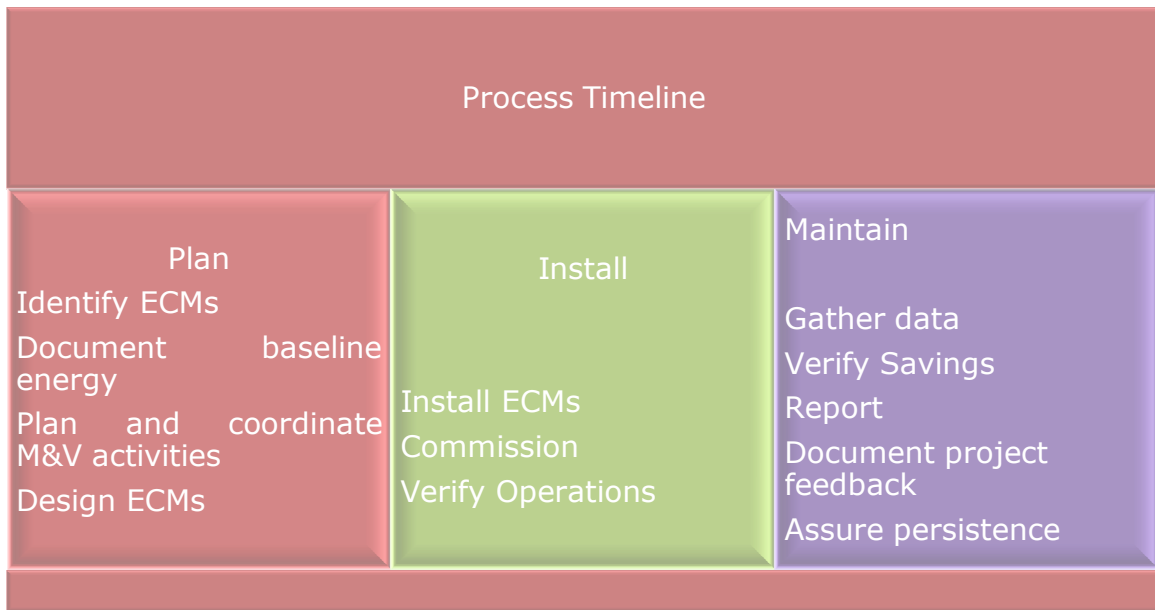 Process Timeline
Plan
Identify ECMs
Document baseline
energy
Plan and coordinate
M&V activities
Design ECMs
Install
Install ECMs
Commission
Verify Operations
Maintain
Gather data
Verify Savings
Report
Document project
feedback
Assure persistence